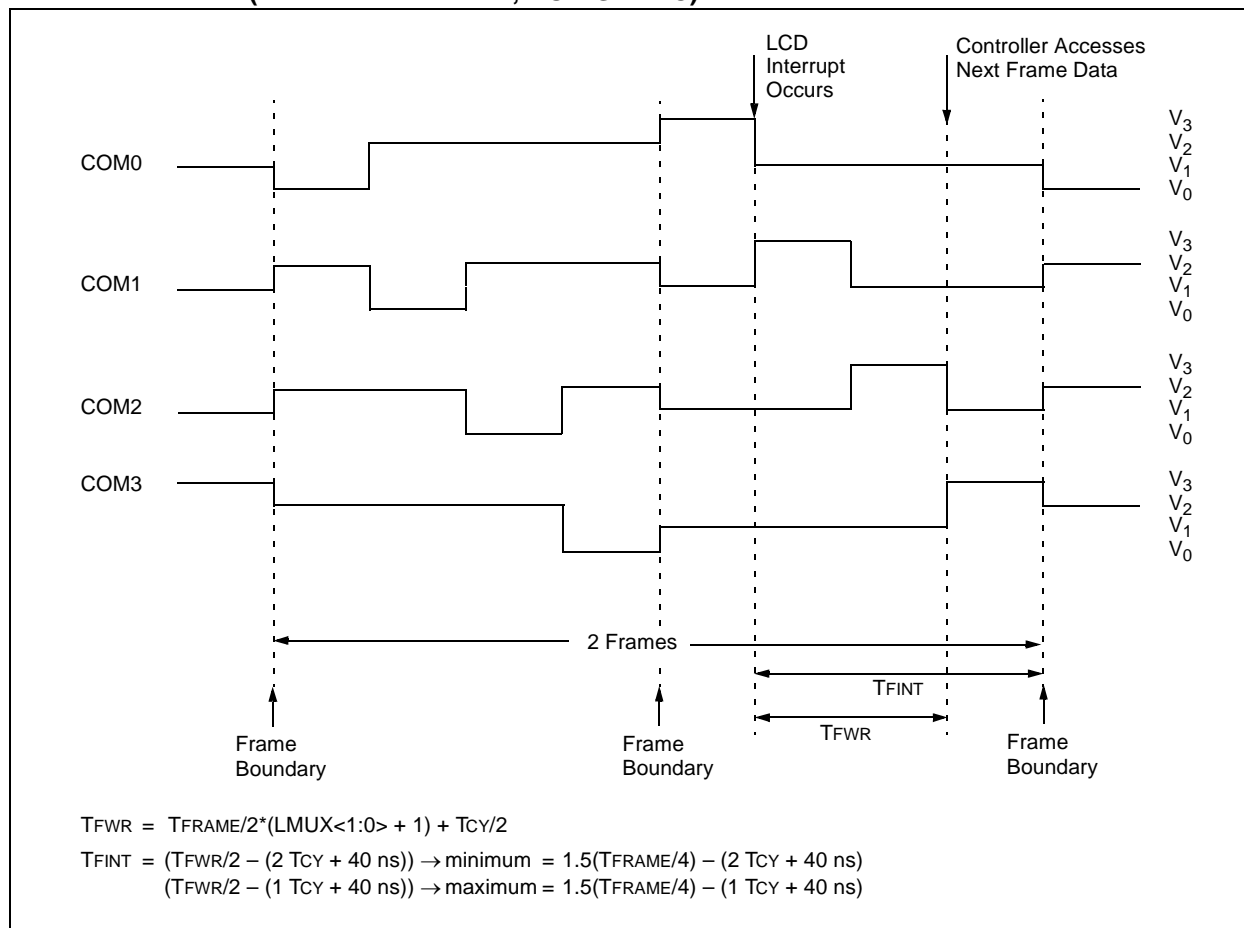 LCD
Interrupt
Occurs
Controller Accesses
Next Frame Data
COM0
V3
V2
V1
V0
COM1
V3
V2
V1
V0
COM2
V3
V2
V1
V0
COM3
V3
V2
V1
V0
2 Frames
TFINT
TFWR
Frame
Boundary
Frame
Boundary
Frame
Boundary
TFWR = TFRAME/2*(LMUX<1:0> + 1) + TCY/2
TFINT = (TFWR/2 – (2 TCY + 40 ns)) → minimum = 1.5(TFRAME/4) – (2 TCY + 40 ns)
(TFWR/2 – (1 TCY + 40 ns)) → maximum = 1.5(TFRAME/4) – (1 TCY + 40 ns)